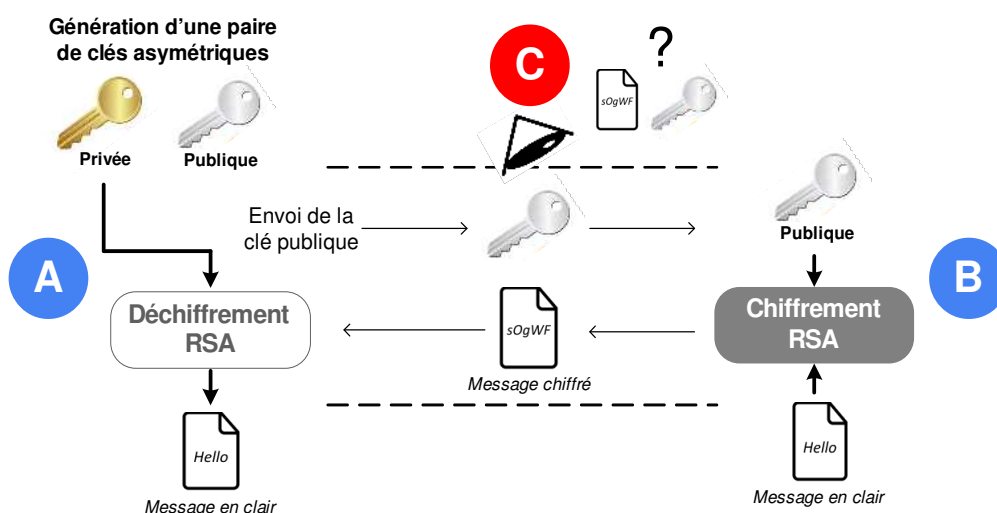 Génération d’une paire
de clés asymétriques
Privée
Publique
C
sOgWF
?
Envoi de la
clé publique
Publique
A
B
Déchiffrement
RSA
sOgWF
Message chiffré
Chiffrement
RSA
Hello
Message en clair
Hello
Message en clair